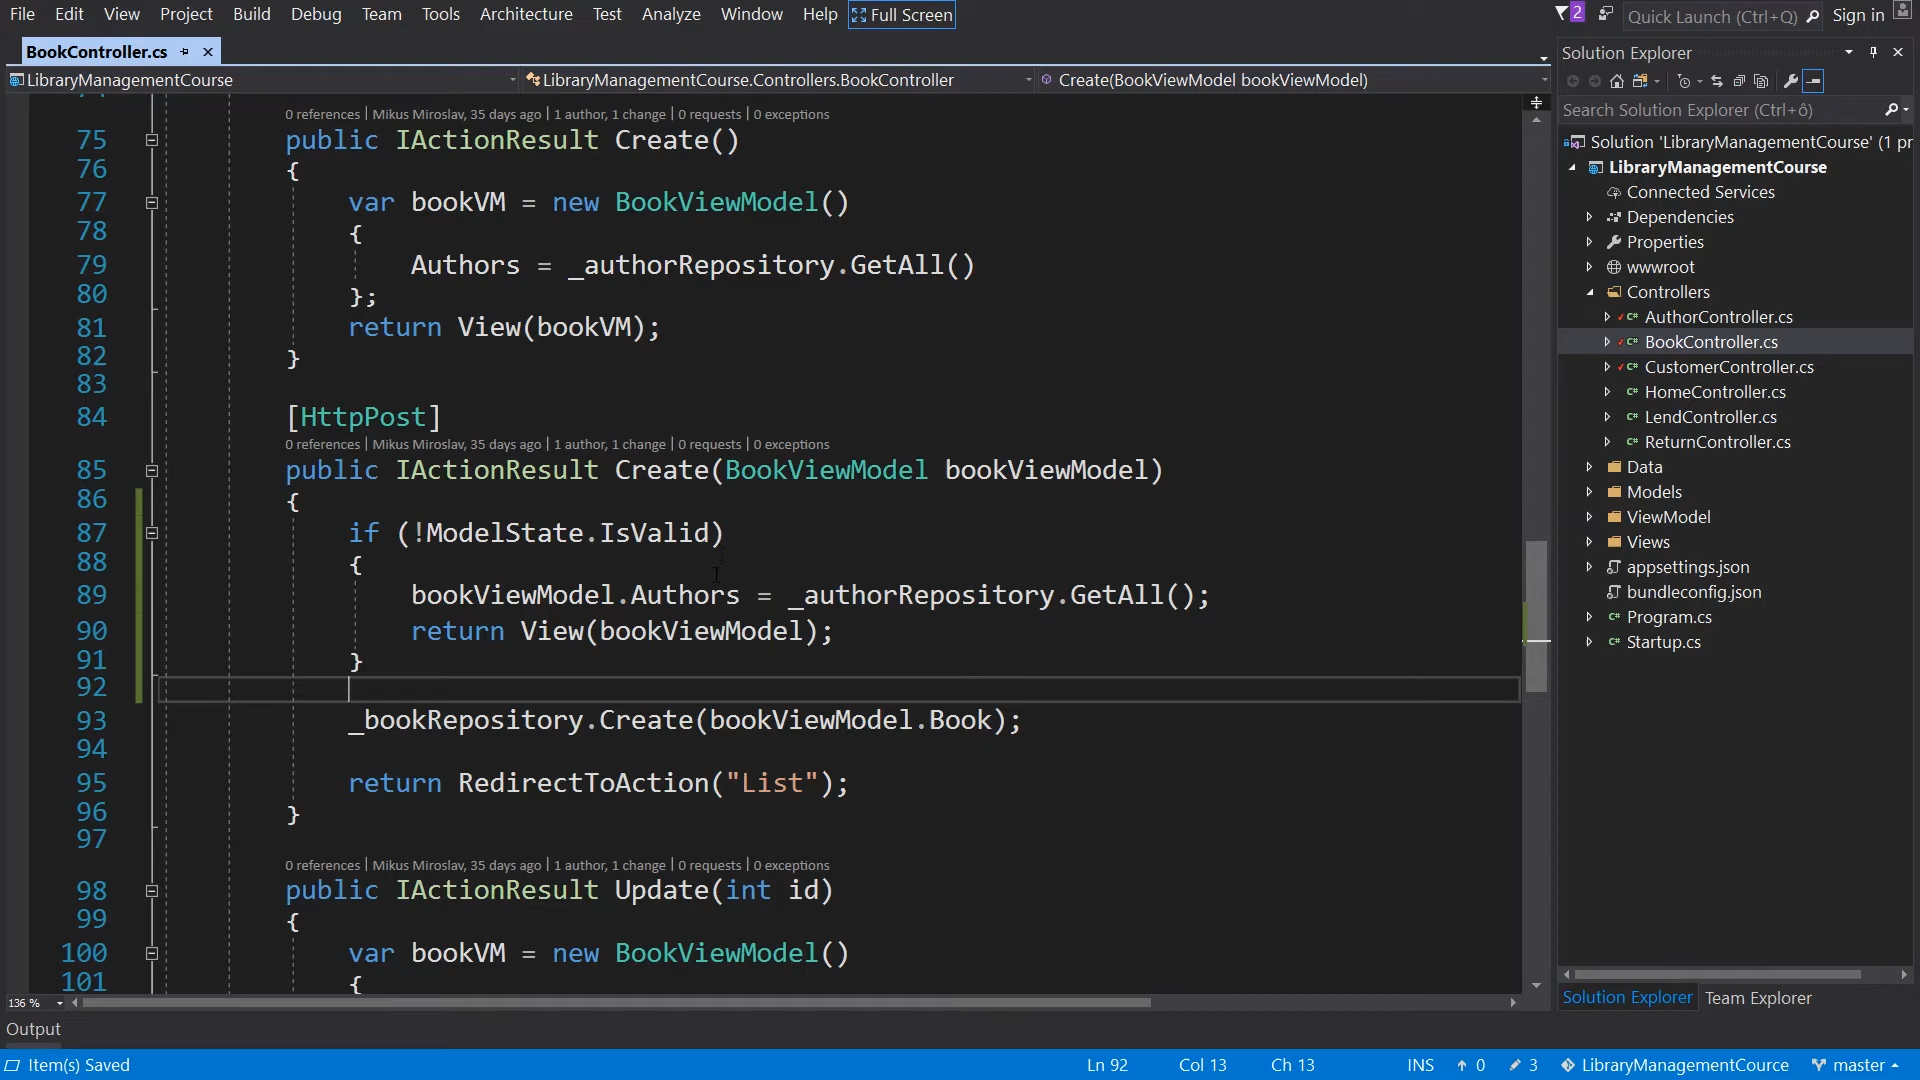 File Edit View Project Build Debug Team Tools Architecture Test Analyze Window Help Full Screen 2 Quick Launch (Ctrl+Q) Sign in
BookController.cs
LibraryManagementCourse LibraryManagementCourse.Controllers.BookController Create(BookViewModel bookViewModel)
0 references | Mikus Miroslav, 35 days ago | 1 author, 1 change | 0 requests | 0 exceptions
75 public IActionResult Create()
76 {
77 var bookVM = new BookViewModel()
78 {
79 Authors = _authorRepository.GetAll()
80 };
81 return View(bookVM);
82 }
83
84 [HttpPost]
0 references | Mikus Miroslav, 35 days ago | 1 author, 1 change | 0 requests | 0 exceptions
85 public IActionResult Create(BookViewModel bookViewModel)
86 {
87 if (!ModelState.IsValid)
88 {
89 bookViewModel.Authors = _authorRepository.GetAll();
90 return View(bookViewModel);
91 }
92
93 _bookRepository.Create(bookViewModel.Book);
94
95 return RedirectToAction("List");
96 }
97
0 references | Mikus Miroslav, 35 days ago | 1 author, 1 change | 0 requests | 0 exceptions
98 public IActionResult Update(int id)
99 {
100 var bookVM = new BookViewModel()
101 {
136 %
Solution Explorer
Search Solution Explorer (Ctrl+ô)
Solution 'LibraryManagementCourse' (1 pr
LibraryManagementCourse
Connected Services
Dependencies
Properties
wwwroot
Controllers
AuthorController.cs
BookController.cs
CustomerController.cs
HomeController.cs
LendController.cs
ReturnController.cs
Data
Models
ViewModel
Views
appsettings.json
bundleconfig.json
Program.cs
Startup.cs
Solution Explorer Team Explorer
Output
Item(s) Saved Ln 92 Col 13 Ch 13 INS 0 3 LibraryManagementCource master